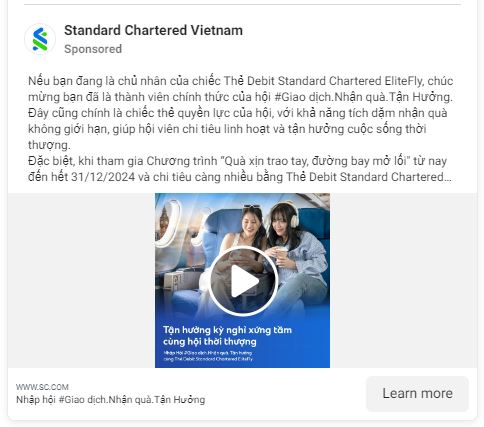 Standard Chartered Vietnam
Sponsored
Nếu bạn đang là chủ nhân của chiếc Thẻ Debit Standard Chartered EliteFly, chúc
mừng bạn đã là thành viên chính thức của hội #Giao dịch.Nhận quà.Tận Hưởng.
Đây cũng chính là chiếc thẻ quyền lực của hội, với khả năng tích dặm nhận quà
không giới hạn, giúp hội viên chi tiêu linh hoạt và tận hưởng cuộc sống thời
thượng.
Đặc biệt, khi tham gia Chương trình “Quà xịn trao tay, đường bay mở lối" từ nay
đến hết 31/12/2024 và chi tiêu càng nhiều bằng Thẻ Debit Standard Chartered...
Tận hưởng kỳ nghỉ xứng tầm
cùng hội thời thượng
Nhập Hội #Giao dịch.Nhận quà.Tận hưởng
cùng Thẻ Debit Standard Chartered EliteFly
WWW.SC.COM
Nhập hội #Giao dịch.Nhận quà.Tận Hưởng
Learn more